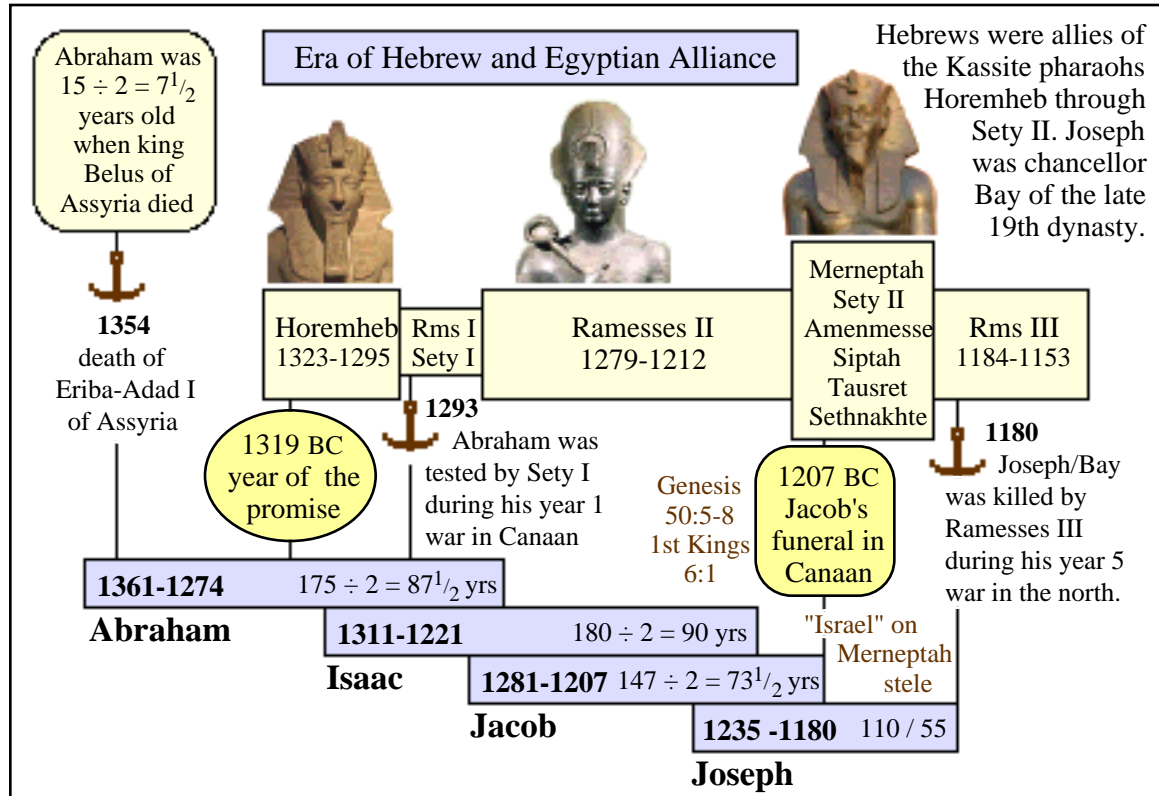 Era of Hebrew and Egyptian Alliance
Abraham was
15 ÷ 2 = 7 1/2
years old
when king
Belus of
Assyria died
Hebrews were allies of
the Kassite pharaohs
Horemheb through
Sety II. Joseph
was chancellor
Bay of the late
19th dynasty.
1354
death of
Eriba-Adad I
of Assyria
Horemheb
1323-1295
Rms I
Sety I
Ramesses II
1279-1212
Merneptah
Sety II
Amenmesse
Siptah
Tausret
Sethnakhte
Rms III
1184-1153
1319 BC
year of the
promise
1293
Abraham was
tested by Sety I
during his year 1
war in Canaan
Genesis
50:5-8
1st Kings
6:1
1207 BC
Jacob's
funeral in
Canaan
1180
Joseph/Bay
was killed by
Ramesses III
during his year 5
war in the north.
1361-1274 175 ÷ 2 = 87 1/2 yrs
Abraham
1311-1221 180 ÷ 2 = 90 yrs
Isaac
"Israel" on
Merneptah
stele
1281-1207 147 ÷ 2 = 73 1/2 yrs
Jacob
1235 -1180 110 / 55
Joseph